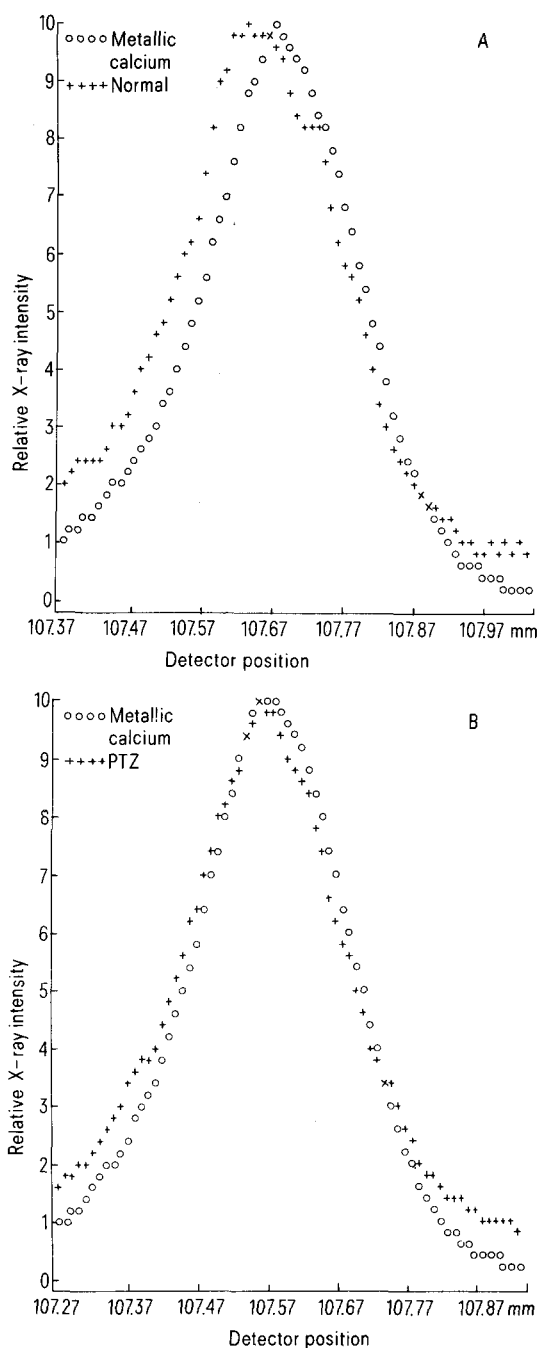 10
9
8
7
6
5
4
3
2
1
0
Relative X-ray intensity
oooo Metallic
calcium
++++ Normal
A
107.37 107.47 107.57 107.67 107.77 107.87 107.97 mm
Detector position
10
9
8
7
6
5
4
3
2
1
0
Relative X-ray intensity
ooooo Metallic
calcium
++++ PTZ
B
107.27 107.37 107.47 107.57 107.67 107.77 107.87 mm
Detector position